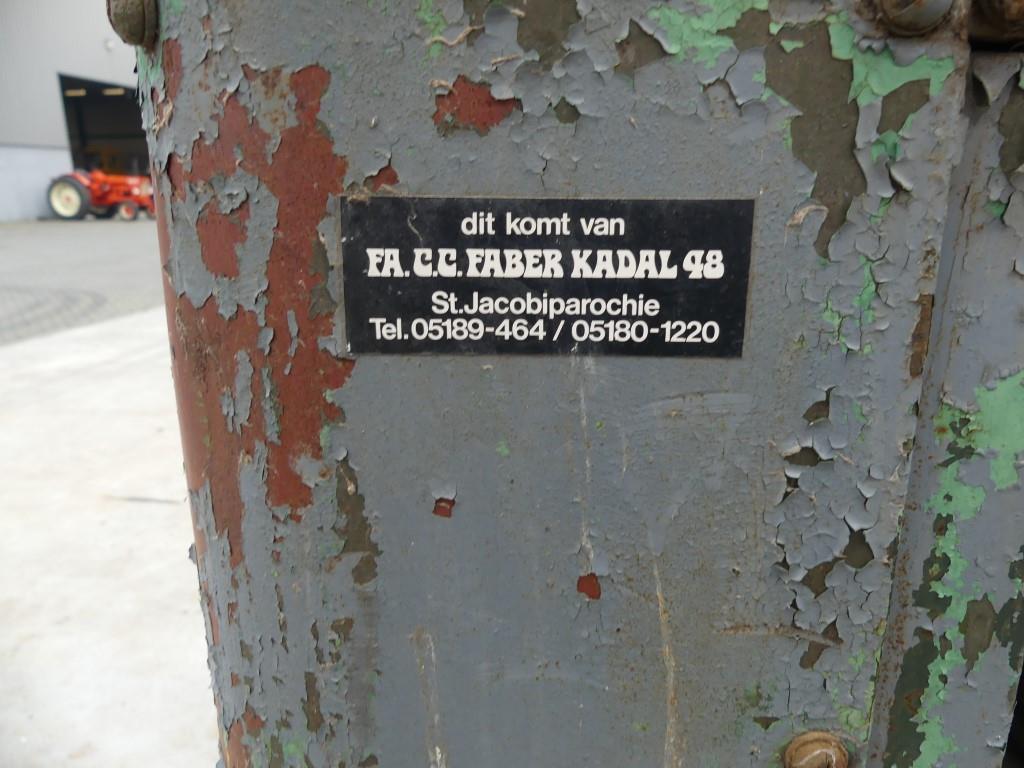 dit komt van
FA. C.C. FABER KADAL 48
St. Jacobiparochie
Tel. 05189-464 / 05180-1220